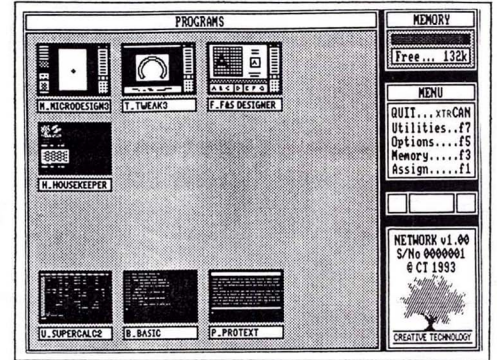 PROGRAMS
M.MICRODESIGN3
T.TWEAK3
F.F&S DESIGNER
H.HOUSEKEEPER
U.SUPERCALC2
B.BASIC
P.PROTEXT
MEMORY
Free... 132k
MENU
QUIT...XTRCAN
Utilities..f7
Options....f5
Memory.....f3
Assign.....f1
NETWORK v1.00
S/No 0000001
© CI 1993
CREATIVE TECHNOLOGY